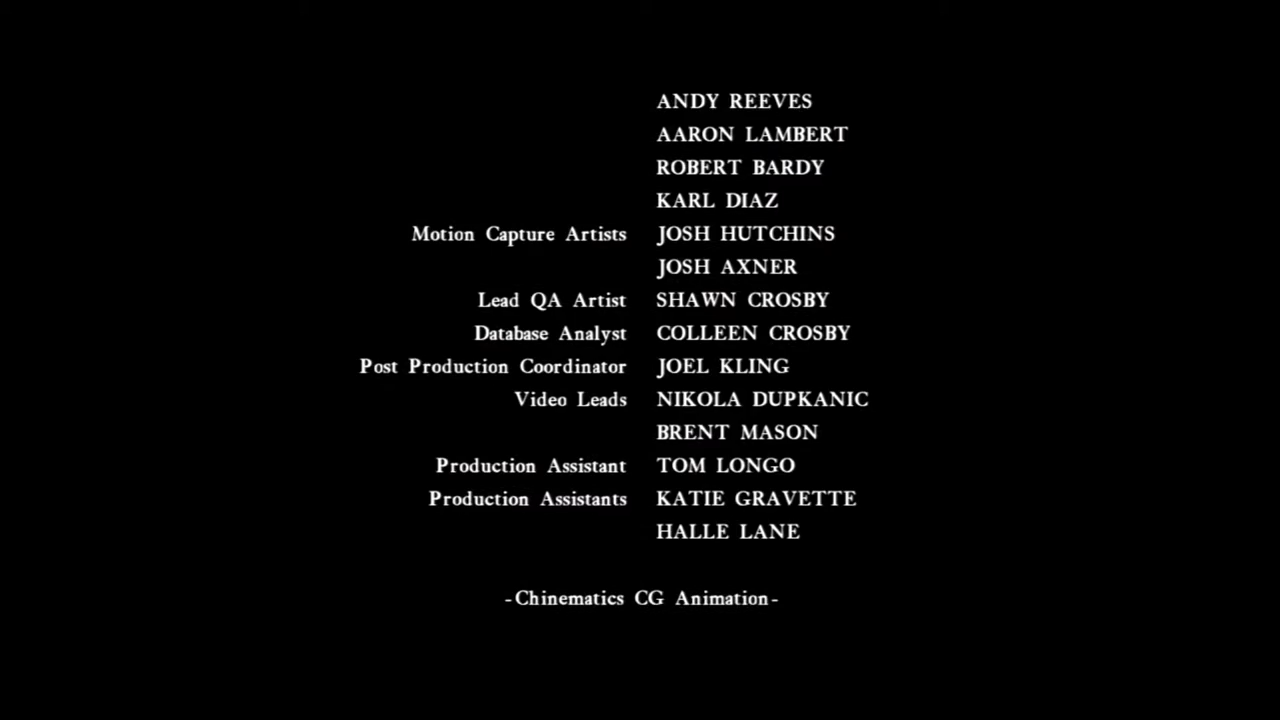 ANDY REEVES
AARON LAMBERT
ROBERT BARDY
KARL DIAZ
Motion Capture Artists JOSH HUTCHINS
JOSH AXNER
Lead QA Artist SHAWN CROSBY
Database Analyst COLLEEN CROSBY
Post Production Coordinator JOEL KLING
Video Leads NIKOLA DUPKANIC
BRENT MASON
Production Assistant TOM LONGO
Production Assistants KATIE GRAVETTE
HALLE LANE
-Chinematics CG Animation-